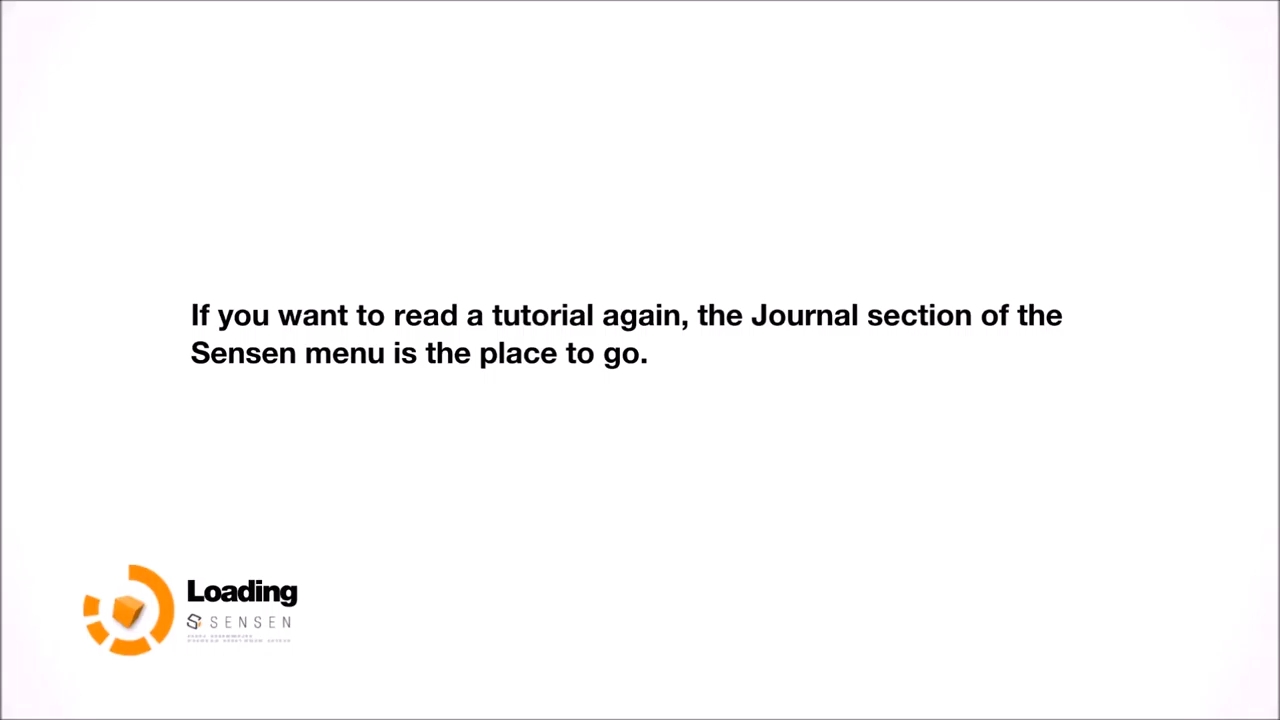 If you want to read a tutorial again, the Journal section of the
Sensen menu is the place to go.
Loading
SENSEN